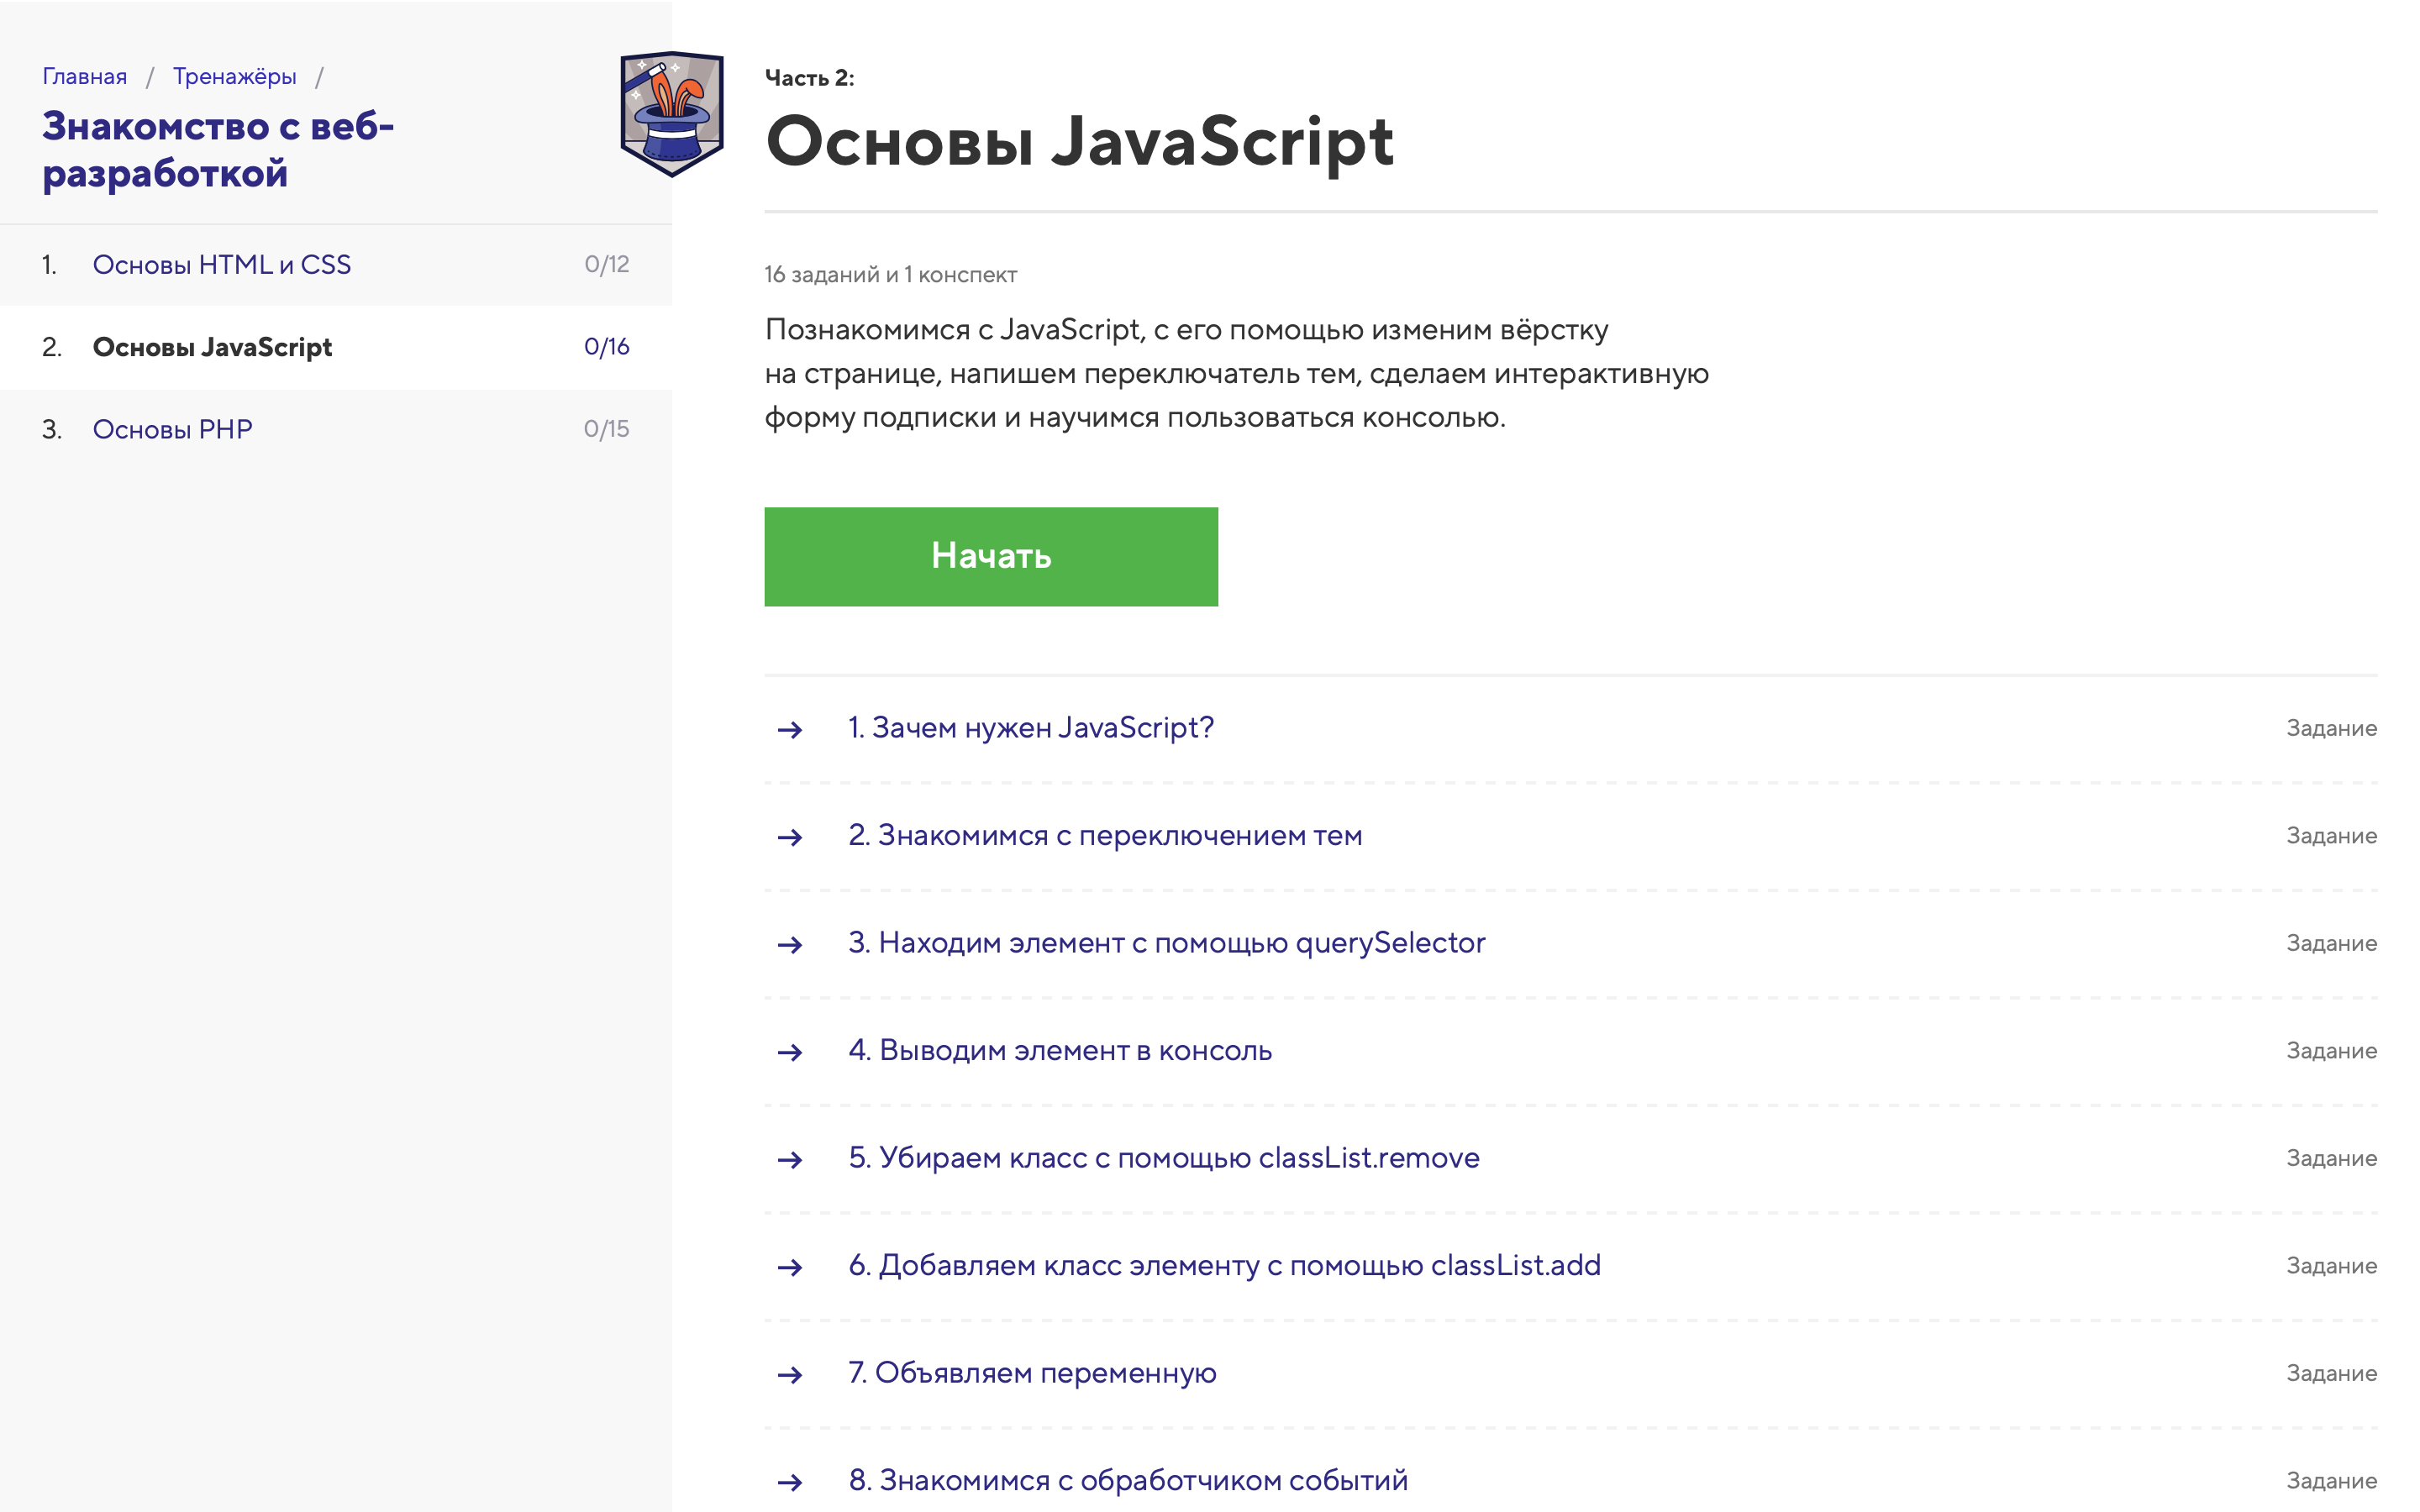 Главная / Тренажёры /
Знакомство с веб-
разработкой
1. Основы HTML и CSS 0/12
2. Основы JavaScript 0/16
3. Основы PHP 0/15
Часть 2:
Основы JavaScript
16 заданий и 1 конспект
Познакомимся с JavaScript, с его помощью изменим вёрстку
на странице, напишем переключатель тем, сделаем интерактивную
форму подписки и научимся пользоваться консолью.
Начать
→ 1. Зачем нужен JavaScript? Задание
→ 2. Знакомимся с переключением тем Задание
→ 3. Находим элемент с помощью querySelector Задание
→ 4. Выводим элемент в консоль Задание
→ 5. Убираем класс с помощью classList.remove Задание
→ 6. Добавляем класс элементу с помощью classList.add Задание
→ 7. Объявляем переменную Задание
→ 8. Знакомимся с обработчиком событий Задание